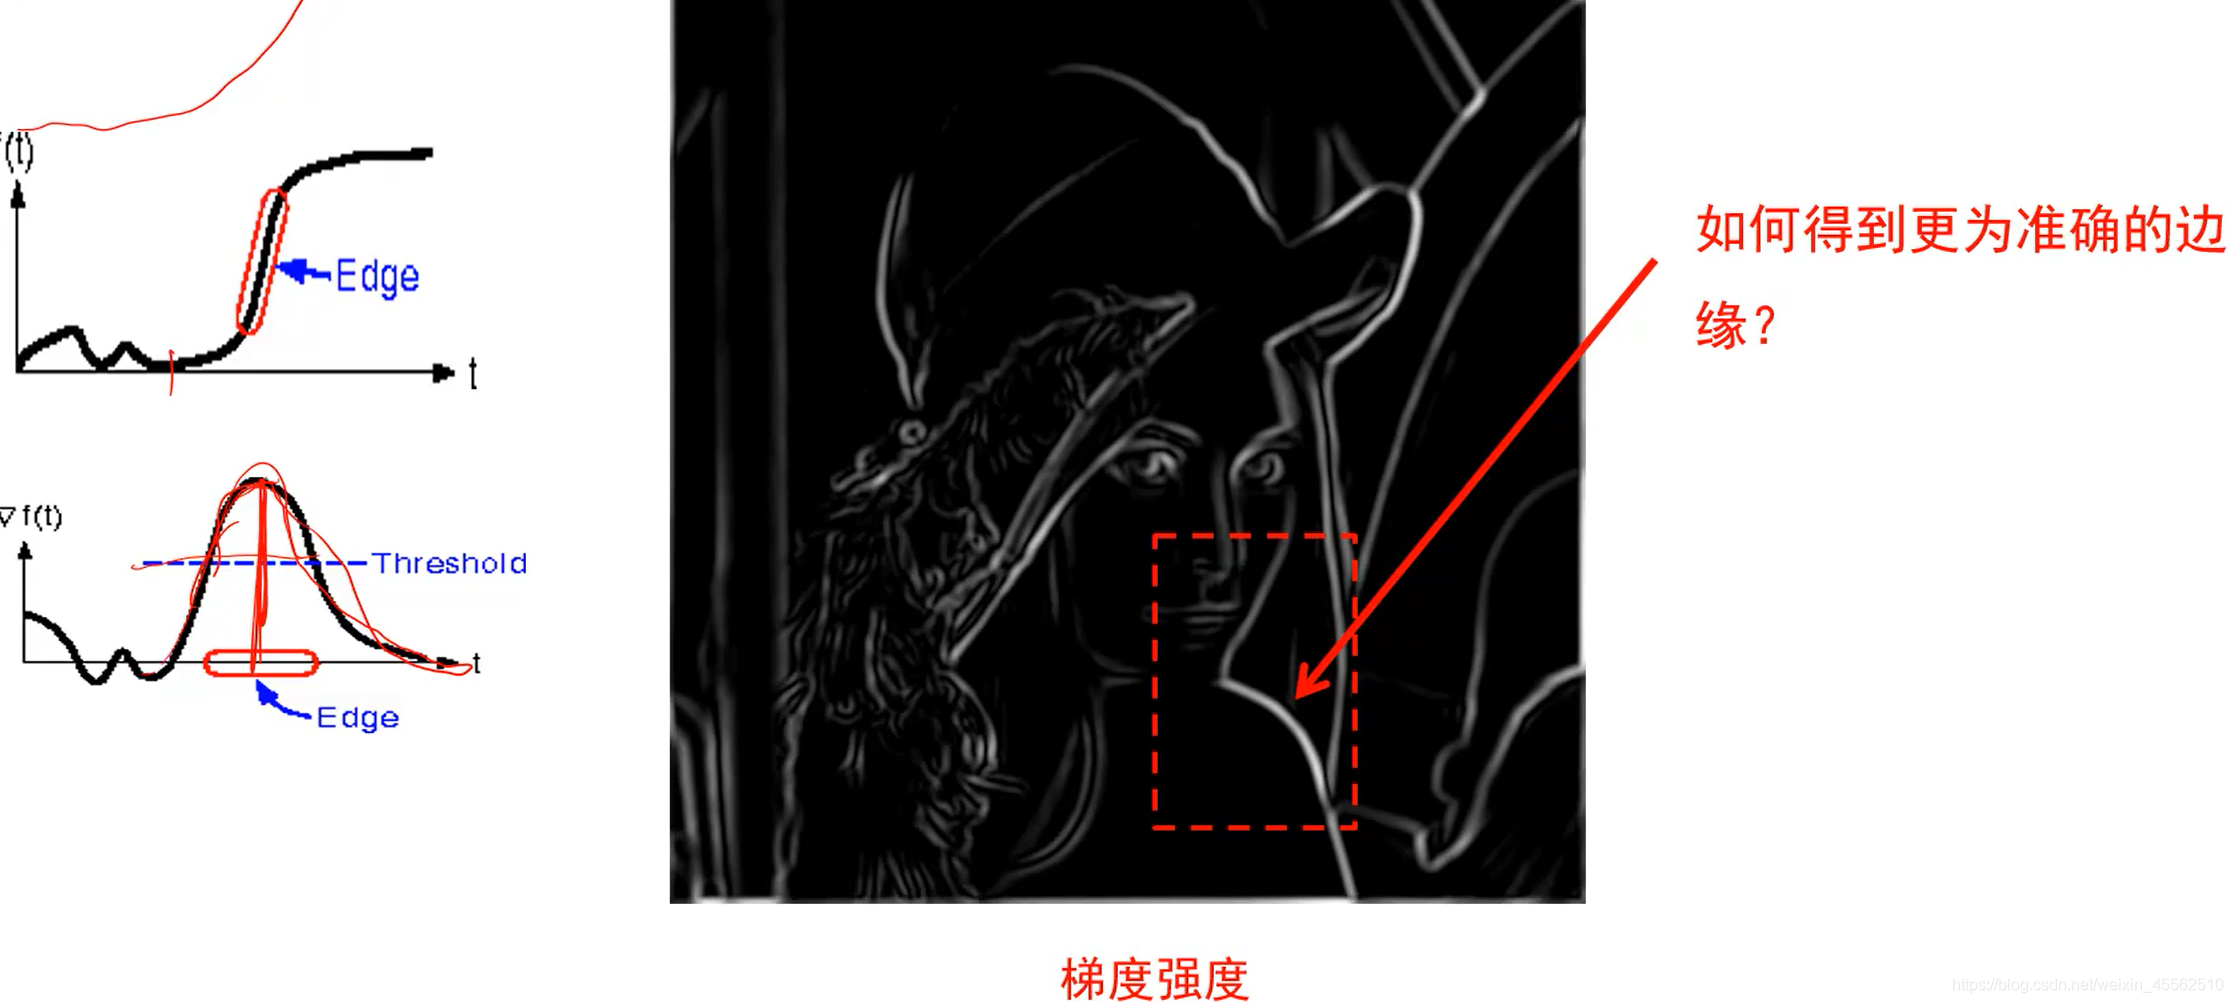 f(t)
Edge
t
∇ f(t)
Threshold
t
Edge
如何得到更为准确的边
缘？
梯度强度
https://blog.csdn.net/weixin_45562510